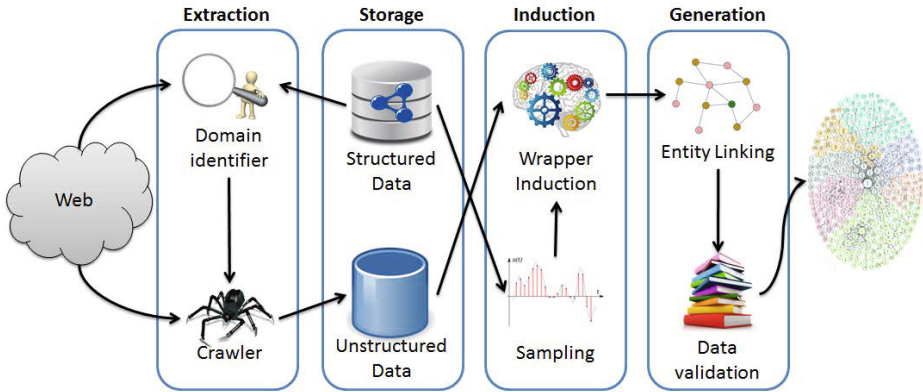 Extraction
Storage
Induction
Generation
Domain
identifier
Structured
Data
Wrapper
Induction
Entity Linking
Web
Crawler
Unstructured
Data
x(t)
t
Sampling
Data
validation